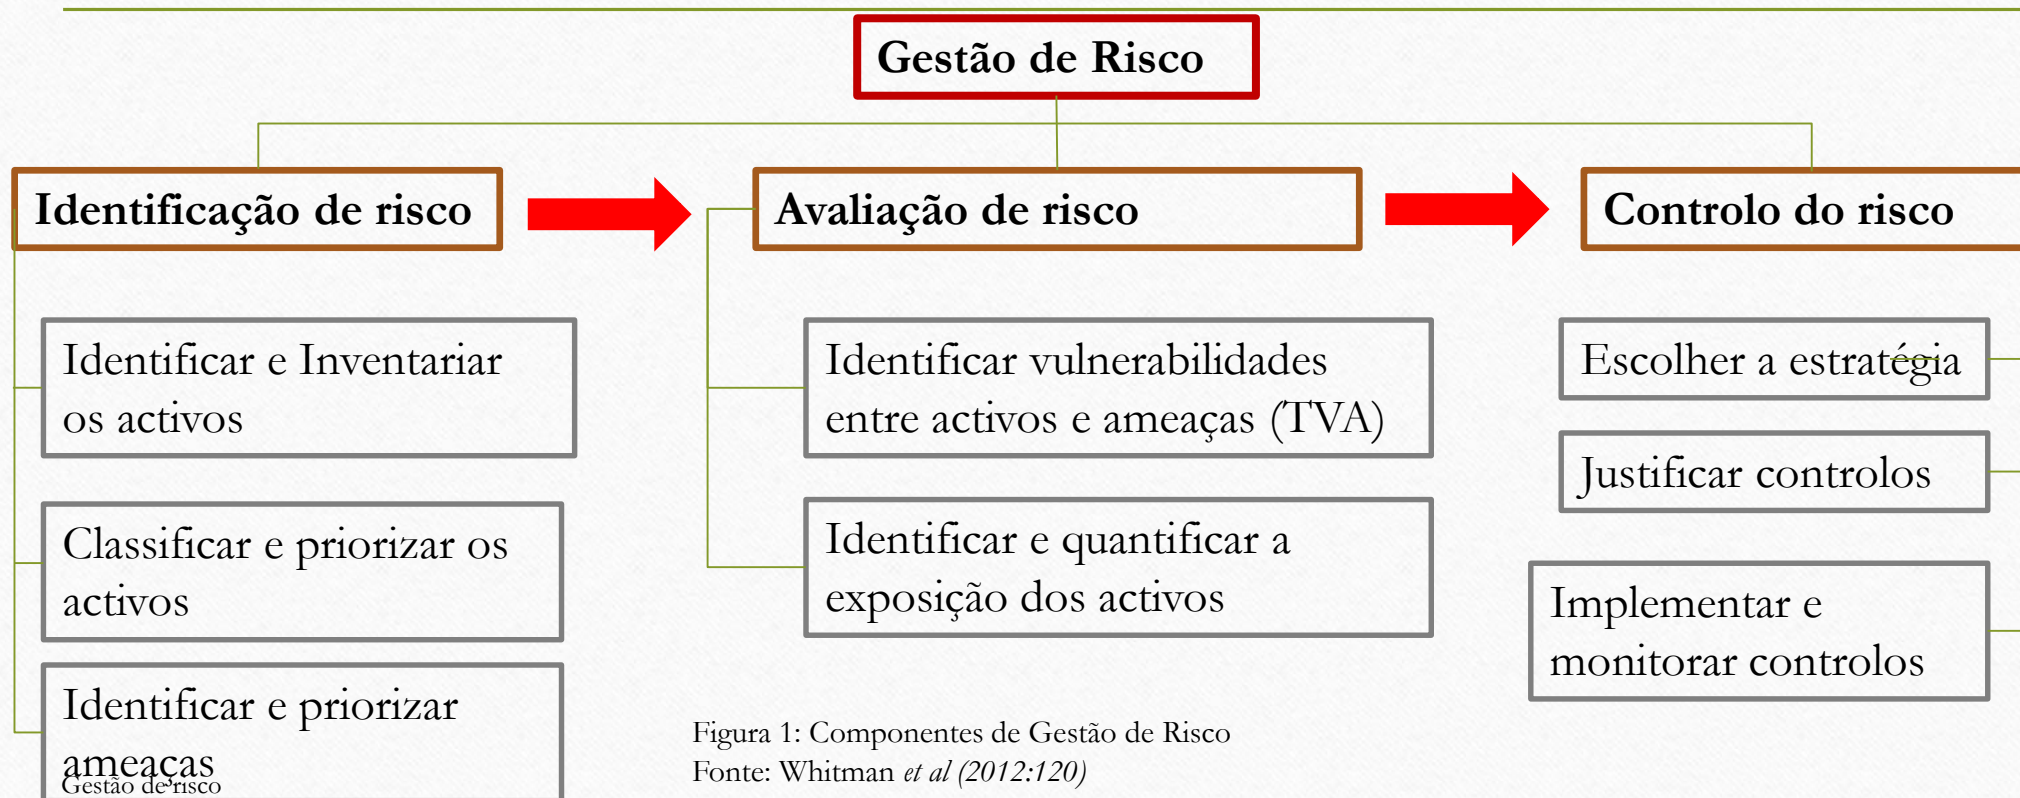 Gestão de Risco
Identificação de risco
Avaliação de risco
Controlo do risco
Identificar e Inventariar
os activos
Classificar e priorizar os
activos
Identificar e priorizar
ameaças
Gestão de risco
Identificar vulnerabilidades
entre activos e ameaças (TVA)
Identificar e quantificar a
exposição dos activos
Escolher a estratégia
Justificar controlos
Implementar e
monitorar controlos
Figura 1: Componentes de Gestão de Risco
Fonte: Whitman et al (2012:120)